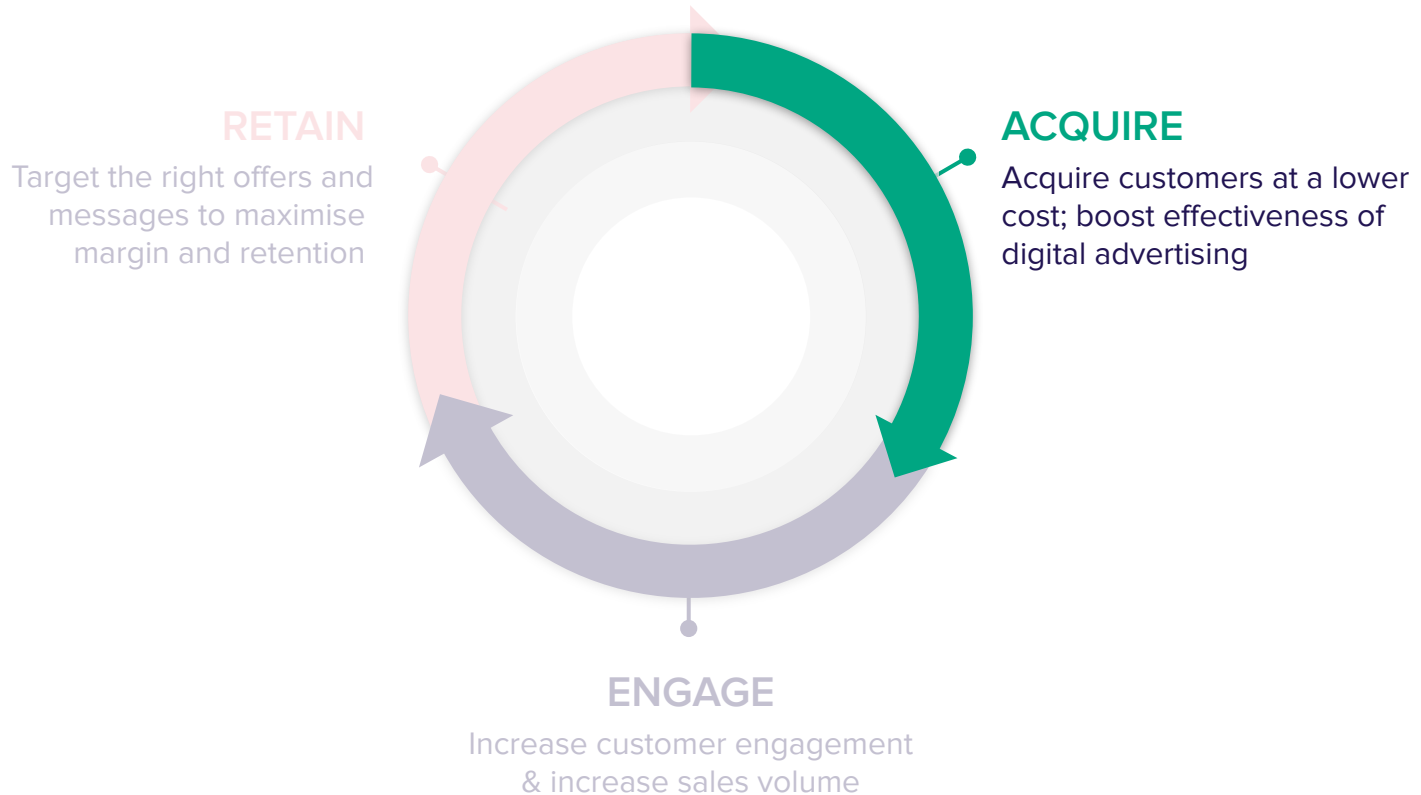 RETAIN
Target the right offers and
messages to maximise
margin and retention
ACQUIRE
Acquire customers at a lower
cost; boost effectiveness of
digital advertising
ENGAGE
Increase customer engagement
& increase sales volume